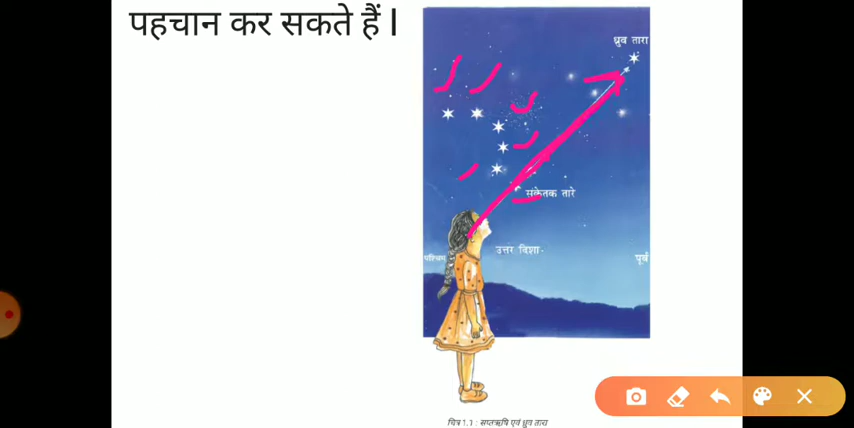 पहचान कर सकते हैं I
ध्रुव तारा
संकेतक तारे
उत्तर दिशा
पश्चिम
पूर्व
चित्र 1.1 : सप्तऋषि एवं ध्रुव तारा